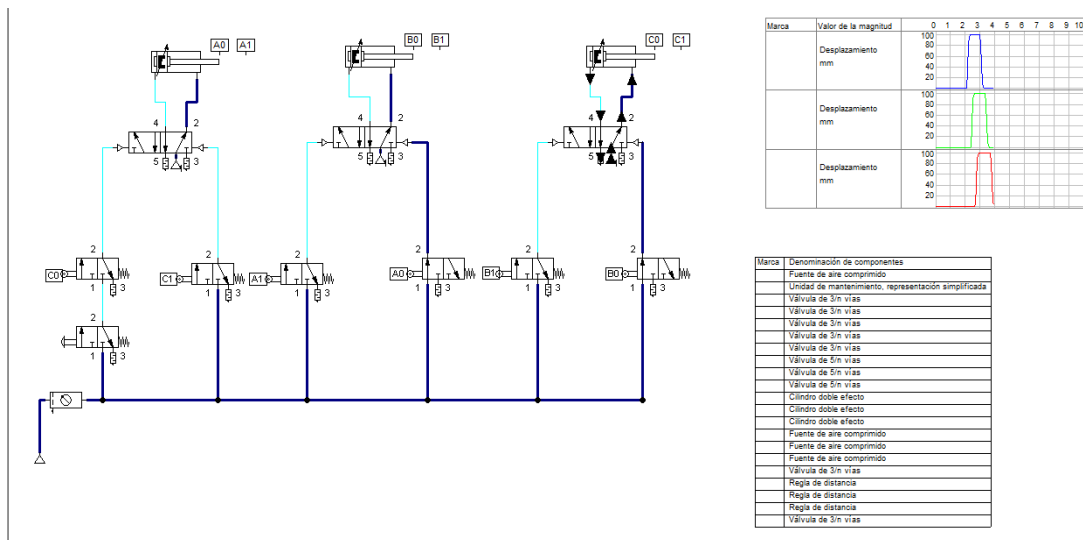 A0 A1
B0 B1
C0 C1
4 2
5 3
4 2
5 3
4 2
5 3
2
C0
1 3
2
C1
1 3
2
A1
1 3
2
A0
1 3
2
B1
1 3
2
B0
1 3
2
1 3
Marca Valor de la magnitud 0 1 2 3 4 5 6 7 8 9 10
Desplazamiento
mm
100
80
60
40
20
Desplazamiento
mm
100
80
60
40
20
Desplazamiento
mm
100
80
60
40
20
Marca Denominación de componentes
Fuente de aire comprimido
Unidad de mantenimiento, representación simplificada
Válvula de 3/n vías
Válvula de 3/n vías
Válvula de 3/n vías
Válvula de 3/n vías
Válvula de 3/n vías
Válvula de 5/n vías
Válvula de 5/n vías
Válvula de 5/n vías
Cilindro doble efecto
Cilindro doble efecto
Cilindro doble efecto
Fuente de aire comprimido
Fuente de aire comprimido
Fuente de aire comprimido
Válvula de 3/n vías
Regla de distancia
Regla de distancia
Regla de distancia
Válvula de 3/n vías